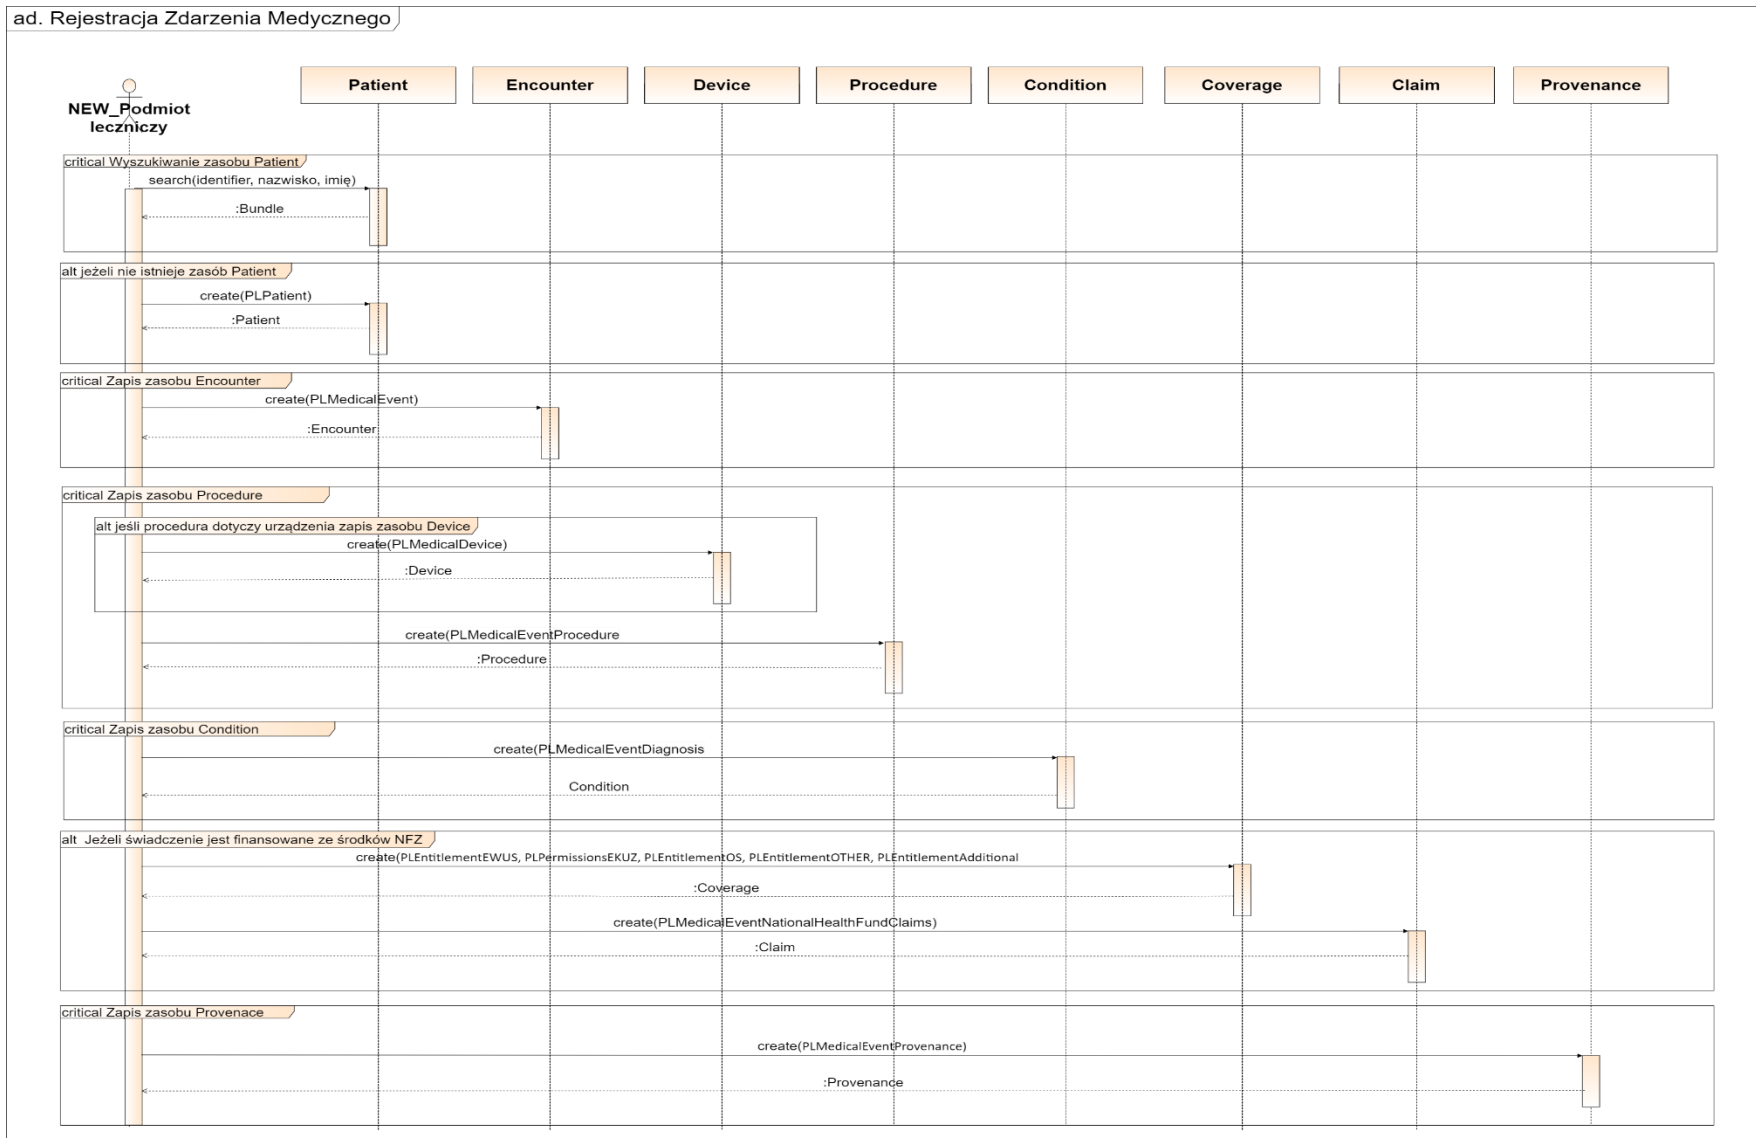 ad. Rejestracja Zdarzenia Medycznego
NEW_Podmiot
leczniczy
Patient
Encounter
Device
Procedure
Condition
Coverage
Claim
Provenance
critical Wyszukiwanie zasobu Patient
search(identifier, nazwisko, imię)
:Bundle
alt jeżeli nie istnieje zasób Patient
create(PLPatient)
:Patient
critical Zapis zasobu Encounter
create(PLMedicalEvent)
:Encounter
critical Zapis zasobu Procedure
alt jeśli procedura dotyczy urządzenia zapis zasobu Device
create(PLMedicalDevice)
:Device
create(PLMedicalEventProcedure
:Procedure
critical Zapis zasobu Condition
create(PLMedicalEventDiagnosis
Condition
alt Jeżeli świadczenie jest finansowane ze środków NFZ
create(PLEntitlementEWUS, PLPermissionsEKUZ, PLEntitlementOS, PLEntitlementOTHER, PLEntitlementAdditional
:Coverage
create(PLMedicalEventNationalHealthFundClaims)
:Claim
critical Zapis zasobu Provenace
create(PLMedicalEventProvenance)
:Provenance